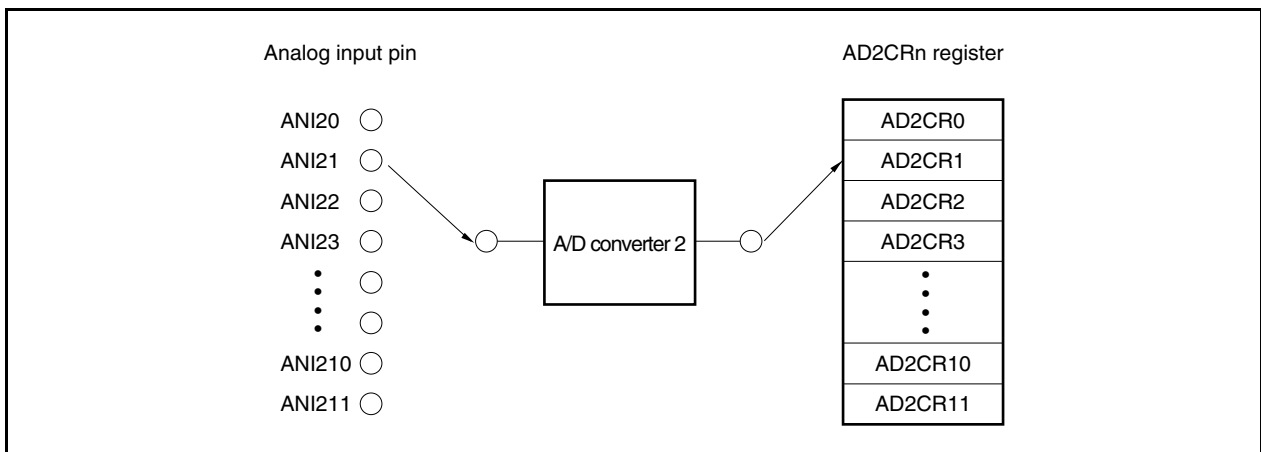 Analog input pin
AD2CRn register
ANI20
ANI21
ANI22
ANI23
ANI210
ANI211
A/D converter 2
AD2CR0
AD2CR1
AD2CR2
AD2CR3
AD2CR10
AD2CR11